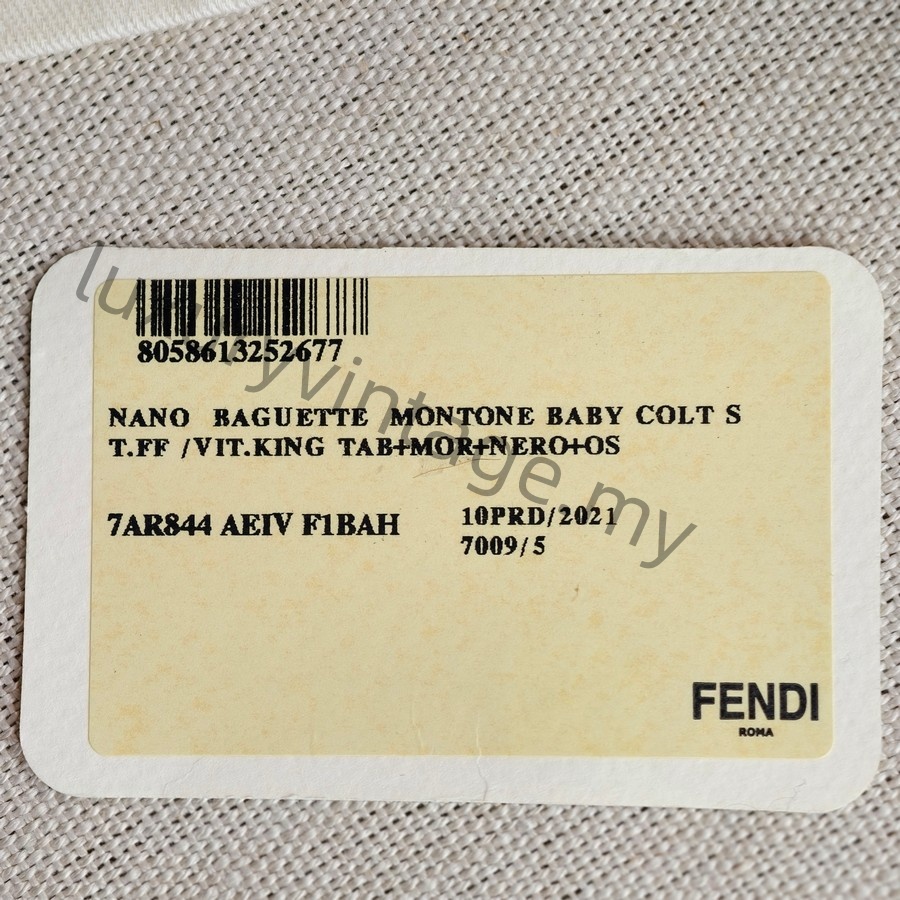 8058613252677
NANO BAGUETTE MONTONE BABY COLT S
T.FF /VIT.KING TAB+MOR+NERO+OS
7AR844 AEIV F1BAH
10PRD/2021
7009/5
FENDI
ROMA
luxuryvintage.my